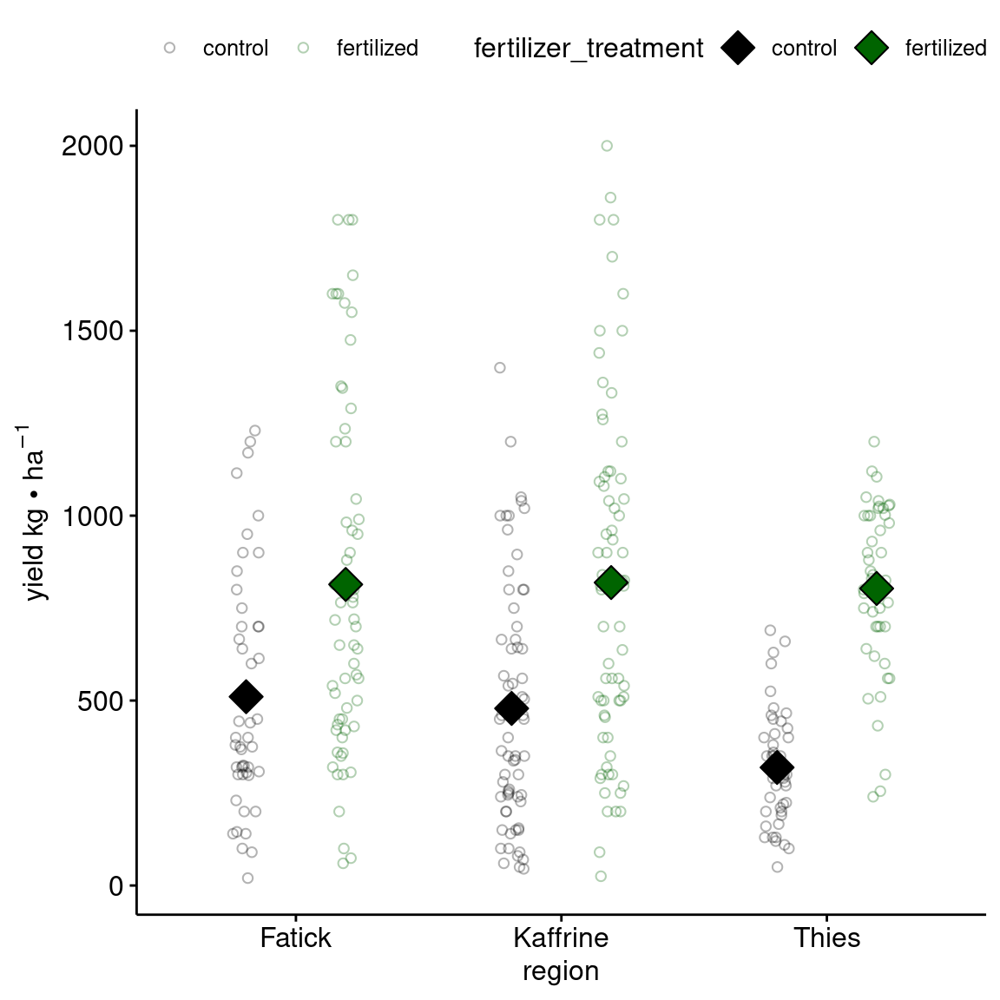 control fertilized fertilizer_treatment control fertilized
2000
1500
1000
500
0
yield kg • ha−1
Fatick Kaffrine Thies
region